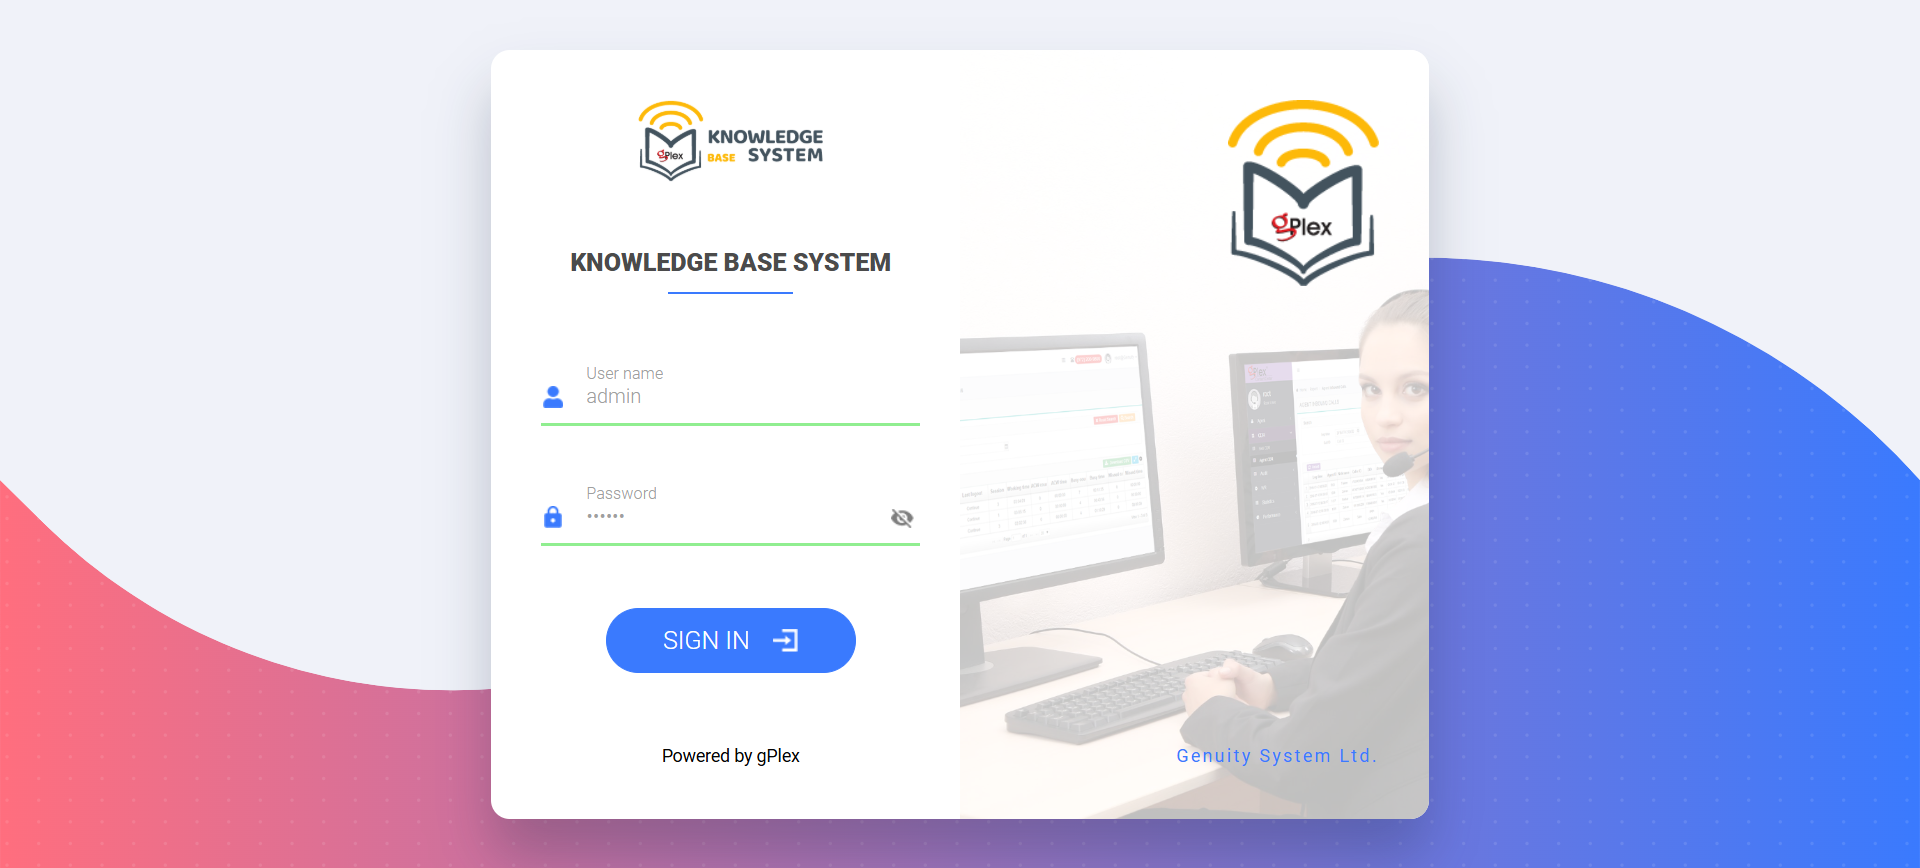 KNOWLEDGE
BASE SYSTEM
gPlex
KNOWLEDGE BASE SYSTEM
User name
admin
Password
••••••
SIGN IN
Powered by gPlex
gPlex
Genuity System Ltd.